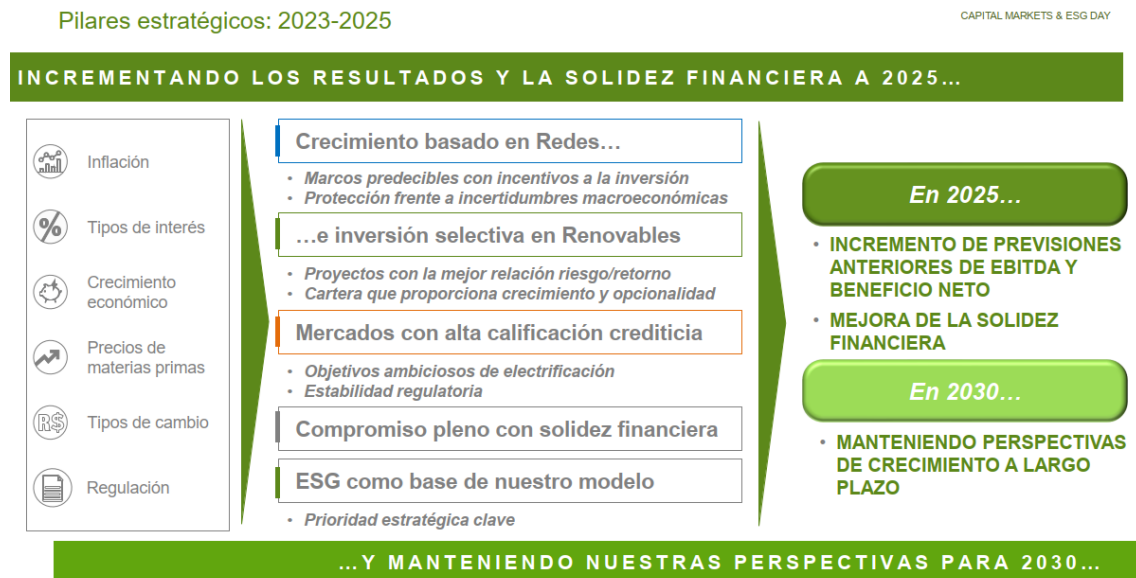 Pilares estratégicos: 2023-2025
CAPITAL MARKETS & ESG DAY
INCREMENTANDO LOS RESULTADOS Y LA SOLIDEZ FINANCIERA A 2025…
Inflación
Tipos de interés
Crecimiento
económico
Precios de
materias primas
R$
Tipos de cambio
Regulación
Crecimiento basado en Redes…
• Marcos predecibles con incentivos a la inversión
• Protección frente a incertidumbres macroeconómicas
…e inversión selectiva en Renovables
• Proyectos con la mejor relación riesgo/retorno
• Cartera que proporciona crecimiento y opcionalidad
Mercados con alta calificación crediticia
• Objetivos ambiciosos de electrificación
• Estabilidad regulatoria
Compromiso pleno con solidez financiera
ESG como base de nuestro modelo
• Prioridad estratégica clave
En 2025…
• INCREMENTO DE PREVISIONES
ANTERIORES DE EBITDA Y
BENEFICIO NETO
• MEJORA DE LA SOLIDEZ
FINANCIERA
En 2030…
• MANTENIENDO PERSPECTIVAS
DE CRECIMIENTO A LARGO
PLAZO
…Y MANTENIENDO NUESTRAS PERSPECTIVAS PARA 2030…